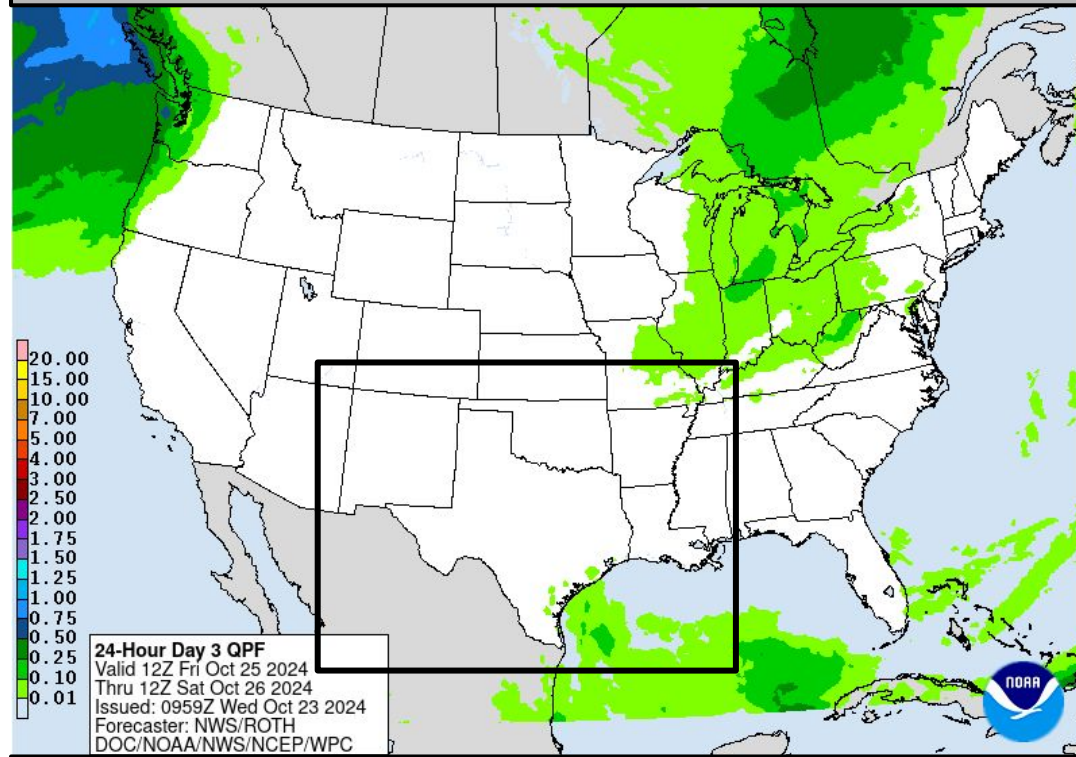 20.00
15.00
10.00
7.00
5.00
4.00
3.00
2.50
2.00
1.75
1.50
1.25
1.00
0.75
0.50
0.25
0.10
0.01
24-Hour Day 3 QPF
Valid 12Z Fri Oct 25 2024
Thru 12Z Sat Oct 26 2024
Issued: 0959Z Wed Oct 23 2024
Forecaster: NWS/ROTH
DOC/NOAA/NWS/NCEP/WPC
NOAA